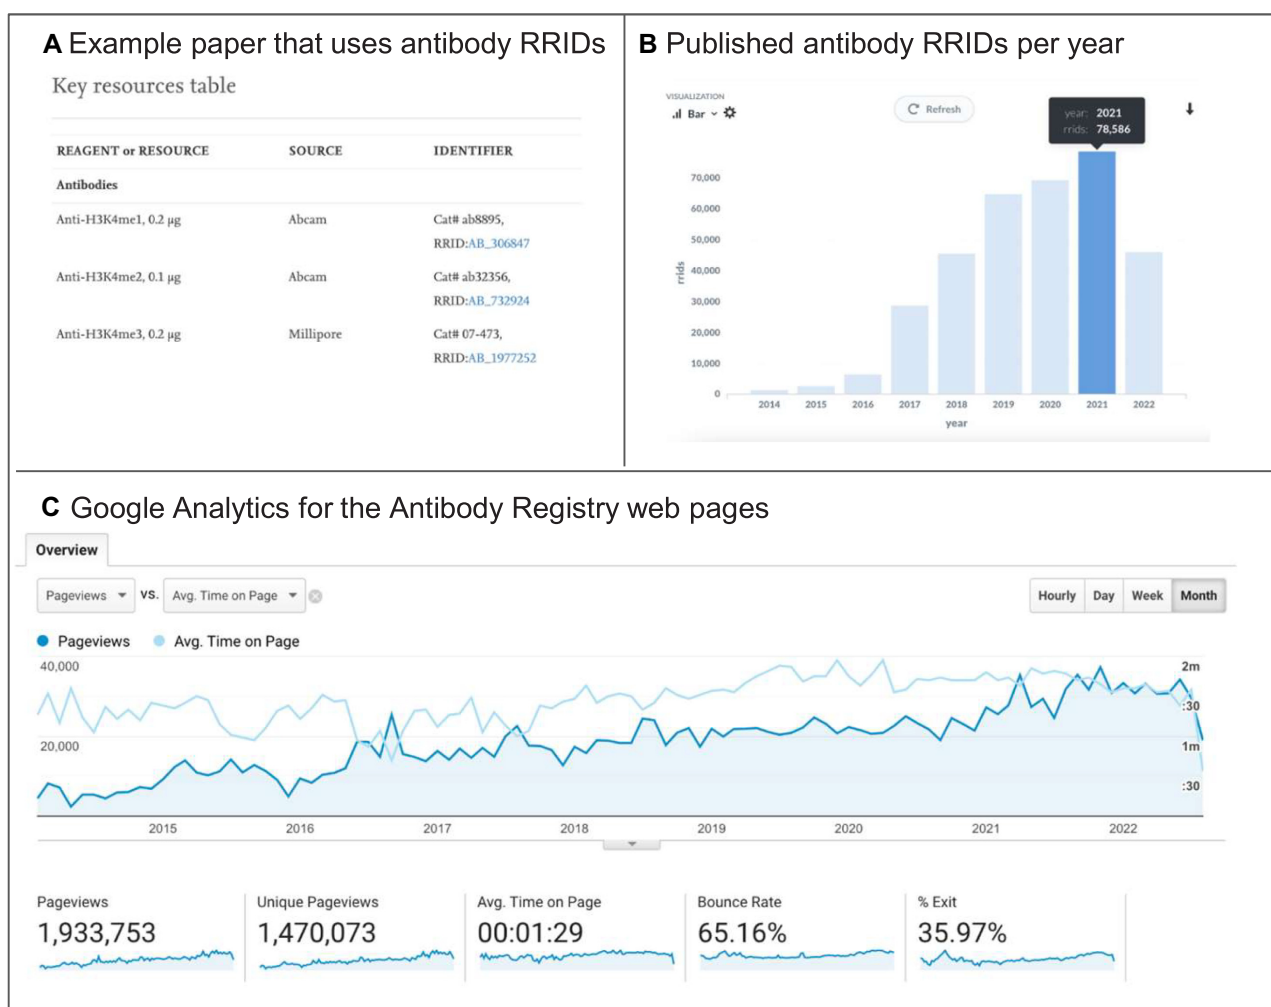 A Example paper that uses antibody RRIDs
Key resources table
REAGENT or RESOURCE SOURCE IDENTIFIER
Antibodies
Anti-H3K4me1, 0.2 µg Abcam Cat# ab8895,
RRID:AB_306847
Anti-H3K4me2, 0.1 µg Abcam Cat# ab32356,
RRID:AB_732924
Anti-H3K4me3, 0.2 µg Millipore Cat# 07-473,
RRID:AB_1977252
B Published antibody RRIDs per year
VISUALIZATION
Bar
Refresh
year: 2021
rrids: 78,586
70,000
60,000
50,000
40,000
30,000
20,000
10,000
0
rrids
2014 2015 2016 2017 2018 2019 2020 2021 2022
year
C Google Analytics for the Antibody Registry web pages
Overview
Pageviews VS. Avg. Time on Page
Hourly Day Week Month
Pageviews Avg. Time on Page
40,000 2m
:30
20,000 1m
:30
2015 2016 2017 2018 2019 2020 2021 2022
Pageviews Unique Pageviews Avg. Time on Page Bounce Rate % Exit
1,933,753 1,470,073 00:01:29 65.16% 35.97%